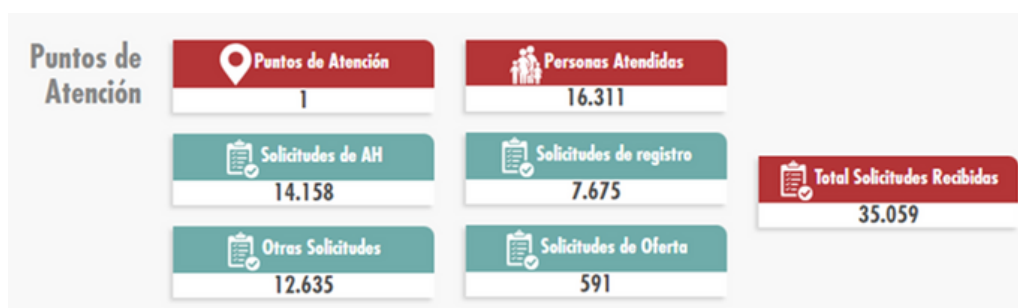 Puntos de
Atención
Puntos de Atención
1
Personas Atendidas
16.311
Solicitudes de AH
14.158
Solicitudes de registro
7.675
Total Solicitudes Recibidas
35.059
Otras Solicitudes
12.635
Solicitudes de Oferta
591